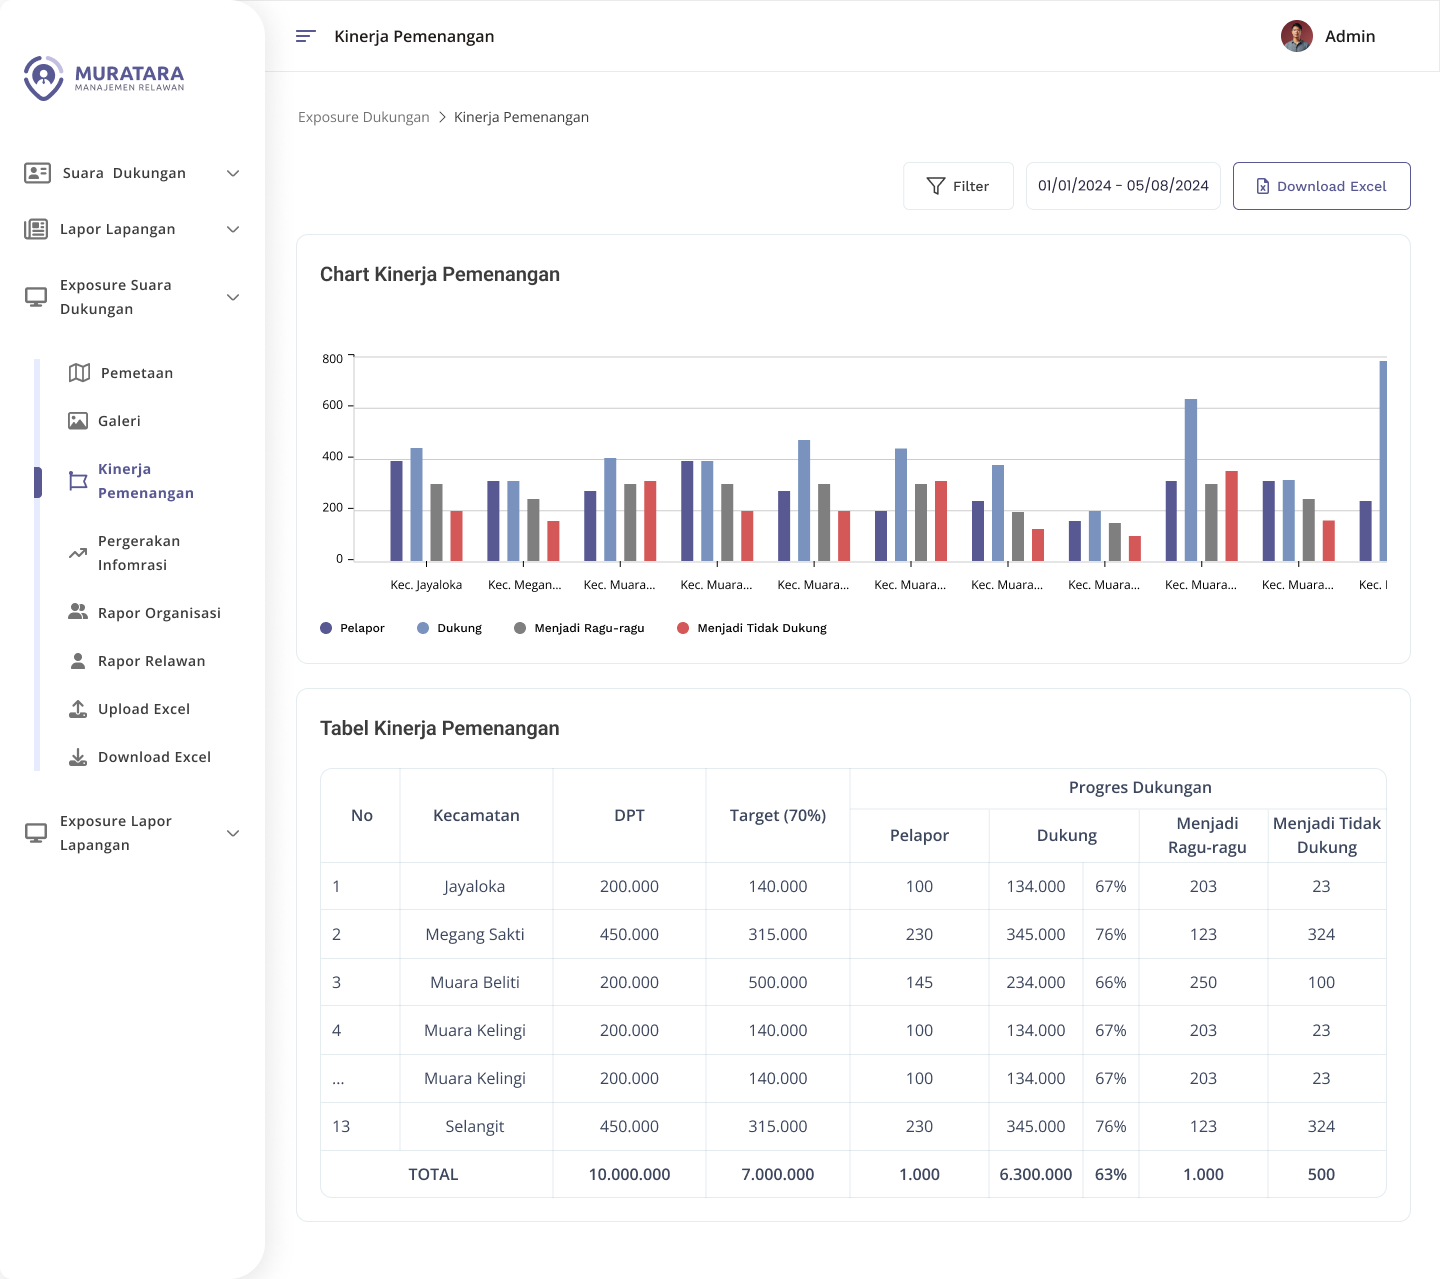 MURATARA
MANAJEMEN RELAWAN
Suara Dukungan
Lapor Lapangan
Exposure Suara
Dukungan
Pemetaan
Galeri
Kinerja
Pemenangan
Pergerakan
Infomrasi
Rapor Organisasi
Rapor Relawan
Upload Excel
Download Excel
Exposure Lapor
Lapangan
Kinerja Pemenangan
Admin
Exposure Dukungan > Kinerja Pemenangan
Filter
01/01/2024 - 05/08/2024
Download Excel
Chart Kinerja Pemenangan
800
600
400
200
0
Kec. Jayaloka Kec. Megan... Kec. Muara... Kec. Muara... Kec. Muara... Kec. Muara... Kec. Muara... Kec. Muara... Kec. Muara... Kec. Muara... Kec.
Pelapor Dukung Menjadi Ragu-ragu Menjadi Tidak Dukung
Tabel Kinerja Pemenangan
No Kecamatan DPT Target (70%) Progres Dukungan
Pelapor Dukung Menjadi Ragu-ragu Menjadi Tidak Dukung
1 Jayaloka 200.000 140.000 100 134.000 67% 203 23
2 Megang Sakti 450.000 315.000 230 345.000 76% 123 324
3 Muara Beliti 200.000 500.000 145 234.000 66% 250 100
4 Muara Kelingi 200.000 140.000 100 134.000 67% 203 23
... Muara Kelingi 200.000 140.000 100 134.000 67% 203 23
13 Selangit 450.000 315.000 230 345.000 76% 123 324
TOTAL 10.000.000 7.000.000 1.000 6.300.000 63% 1.000 500